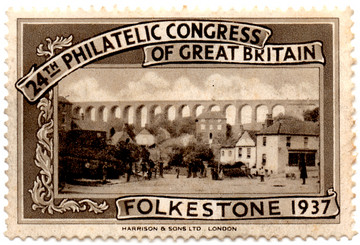 24TH PHILATELIC CONGRESS
OF GREAT BRITAIN
FOLKESTONE 1937
HARRISON & SONS LTD. LONDON